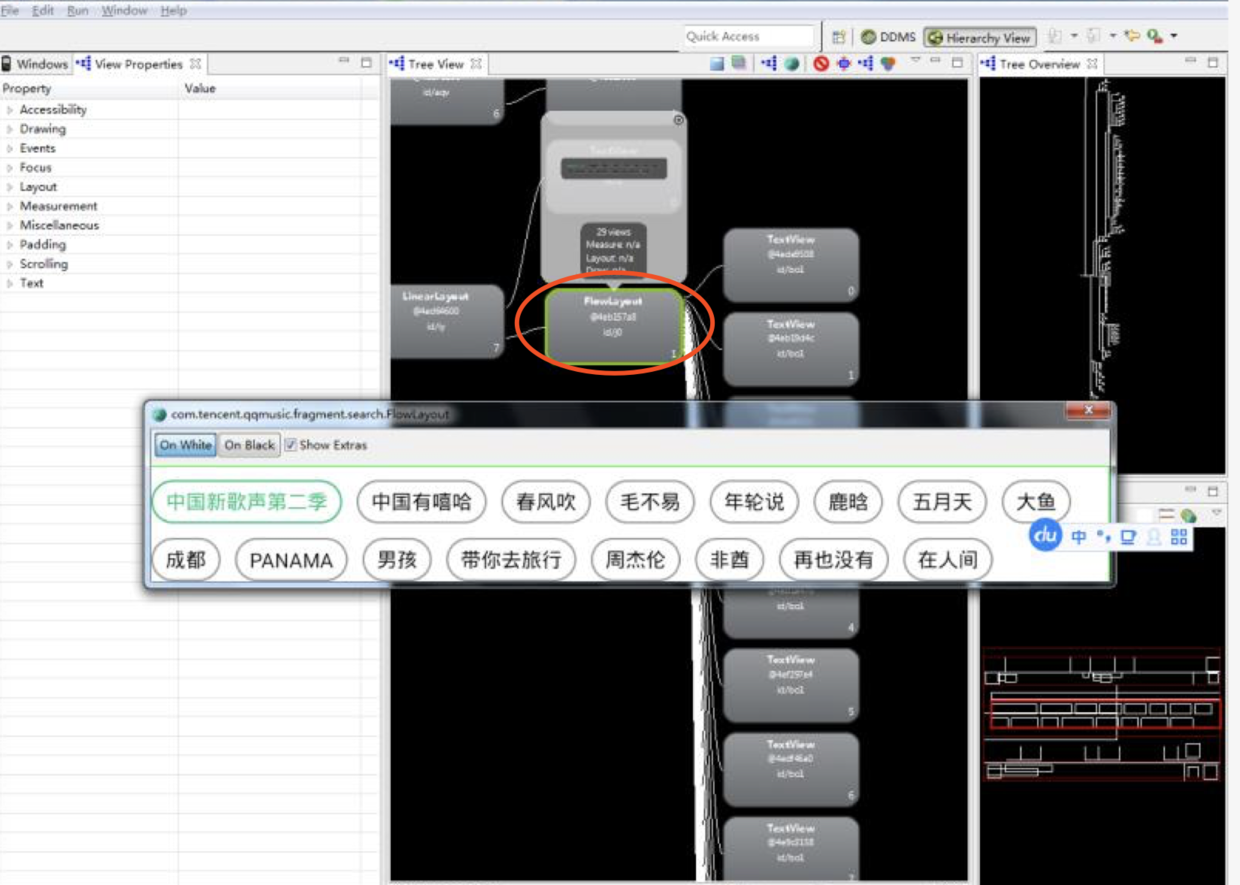 File Edit Run Window Help
Quick Access
DDMS
Hierarchy View
Windows
View Properties
Tree View
Tree Overview
Property Value
Accessibility
Drawing
Events
Focus
Layout
Measurement
Miscellaneous
Padding
Scrolling
Text
id/aqv
6
TextView
29 views
Measure: n/a
Layout: n/a
Draw: n/a
LinearLayout
id/iy
7
FlowLayout
@4eb157a8
id/j0
1
TextView
id/bo1
0
TextView
@4eb19d4c
id/bo1
1
com.tencent.qqmusic.fragment.search.FlowLayout
On White On Black Show Extras
中国新歌声第二季 中国有嘻哈 春风吹 毛不易 年轮说 鹿晗 五月天 大鱼
成都 PANAMA 男孩 带你去旅行 周杰伦 非酋 再也没有 在人间
du 中
id/bo1
4
TextView
@4ef297e4
id/bo1
5
TextView
@4edf46a0
id/bo1
6
TextView
@4e9c3158
id/bo1